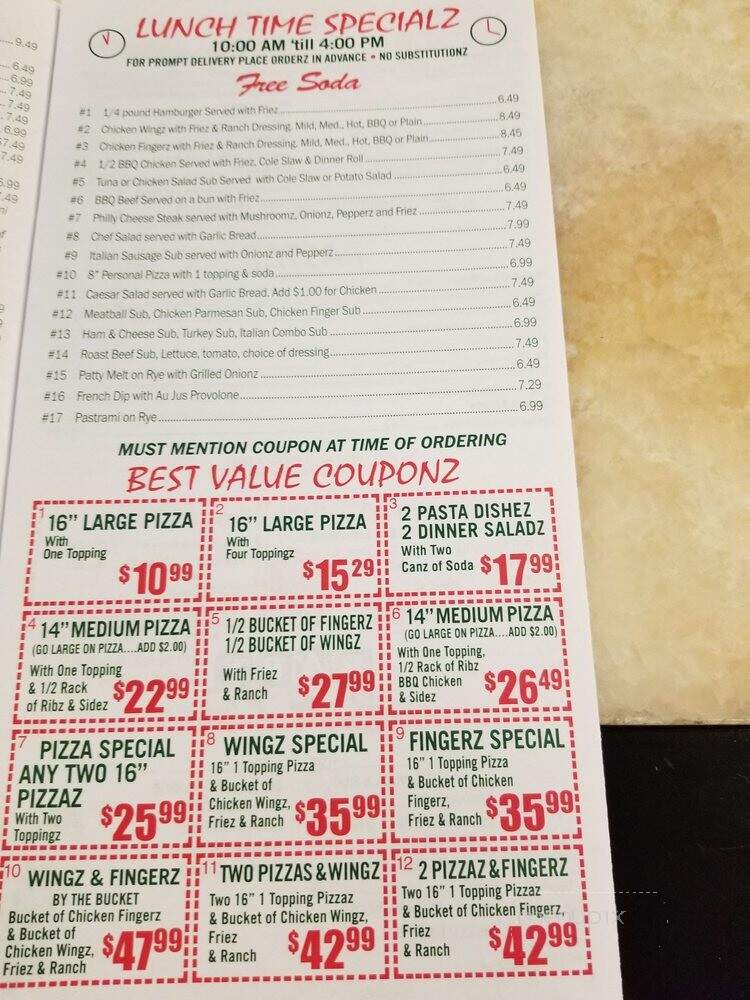 LUNCH TIME SPECIALZ
10:00 AM 'till 4:00 PM
FOR PROMPT DELIVERY PLACE ORDERZ IN ADVANCE • NO SUBSTITUTIONZ
Free Soda
#1 1/4 pound Hamburger Served with Friez 6.49
#2 Chicken Wingz with Friez & Ranch Dressing. Mild, Med., Hot, BBQ or Plain 8.49
#3 Chicken Fingerz with Friez & Ranch Dressing. Mild, Med., Hot, BBQ or Plain 8.45
#4 1/2 BBQ Chicken Served with Friez, Cole Slaw & Dinner Roll 7.49
#5 Tuna or Chicken Salad Sub Served with Cole Slaw or Potato Salad 6.49
#6 BBQ Beef Served on a bun with Friez 6.49
#7 Philly Cheese Steak served with Mushroomz, Onionz, Pepperz and Friez 7.49
#8 Chef Salad served with Garlic Bread 7.99
#9 Italian Sausage Sub served with Onionz and Pepperz 7.49
#10 8" Personal Pizza with 1 topping & soda 6.99
#11 Caesar Salad served with Garlic Bread. Add $1.00 for Chicken 7.49
#12 Meatball Sub, Chicken Parmesan Sub, Chicken Finger Sub 6.49
#13 Ham & Cheese Sub, Turkey Sub, Italian Combo Sub 6.99
#14 Roast Beef Sub, Lettuce, tomato, choice of dressing 7.49
#15 Patty Melt on Rye with Grilled Onionz 6.49
#16 French Dip with Au Jus Provolone 7.29
#17 Pastrami on Rye 6.99
MUST MENTION COUPON AT TIME OF ORDERING
BEST VALUE COUPONZ
1
16" LARGE PIZZA
With
One Topping
$10.99
2
16" LARGE PIZZA
With
Four Toppingz
$15.29
3
2 PASTA DISHEZ
2 DINNER SALADZ
With Two
Canz of Soda $17.99
4
14" MEDIUM PIZZA
(GO LARGE ON PIZZA....ADD $2.00)
With One Topping
& 1/2 Rack
of Ribz & Sidez
$22.99
5
1/2 BUCKET OF FINGERZ
1/2 BUCKET OF WINGZ
With Friez
& Ranch
$27.99
6
14" MEDIUM PIZZA
(GO LARGE ON PIZZA....ADD $2.00)
With One Topping,
1/2 Rack of Ribz
BBQ Chicken
& Sidez
$26.49
7
PIZZA SPECIAL
ANY TWO 16"
PIZZAZ
With Two
Toppingz
$25.99
8
WINGZ SPECIAL
16" 1 Topping Pizza
& Bucket of
Chicken Wingz,
Friez & Ranch
$35.99
9
FINGERZ SPECIAL
16" 1 Topping Pizza
& Bucket of Chicken
Fingerz,
Friez & Ranch
$35.99
10
WINGZ & FINGERZ
BY THE BUCKET
Bucket of Chicken Fingerz
& Bucket of
Chicken Wingz,
Friez & Ranch
$47.99
11
TWO PIZZAS & WINGZ
Two 16" 1 Topping Pizzaz
& Bucket of Chicken Wingz,
Friez
& Ranch
$42.99
12
2 PIZZAZ & FINGERZ
Two 16" 1 Topping Pizzaz
& Bucket of Chicken Fingerz,
Friez
& Ranch
$42.99